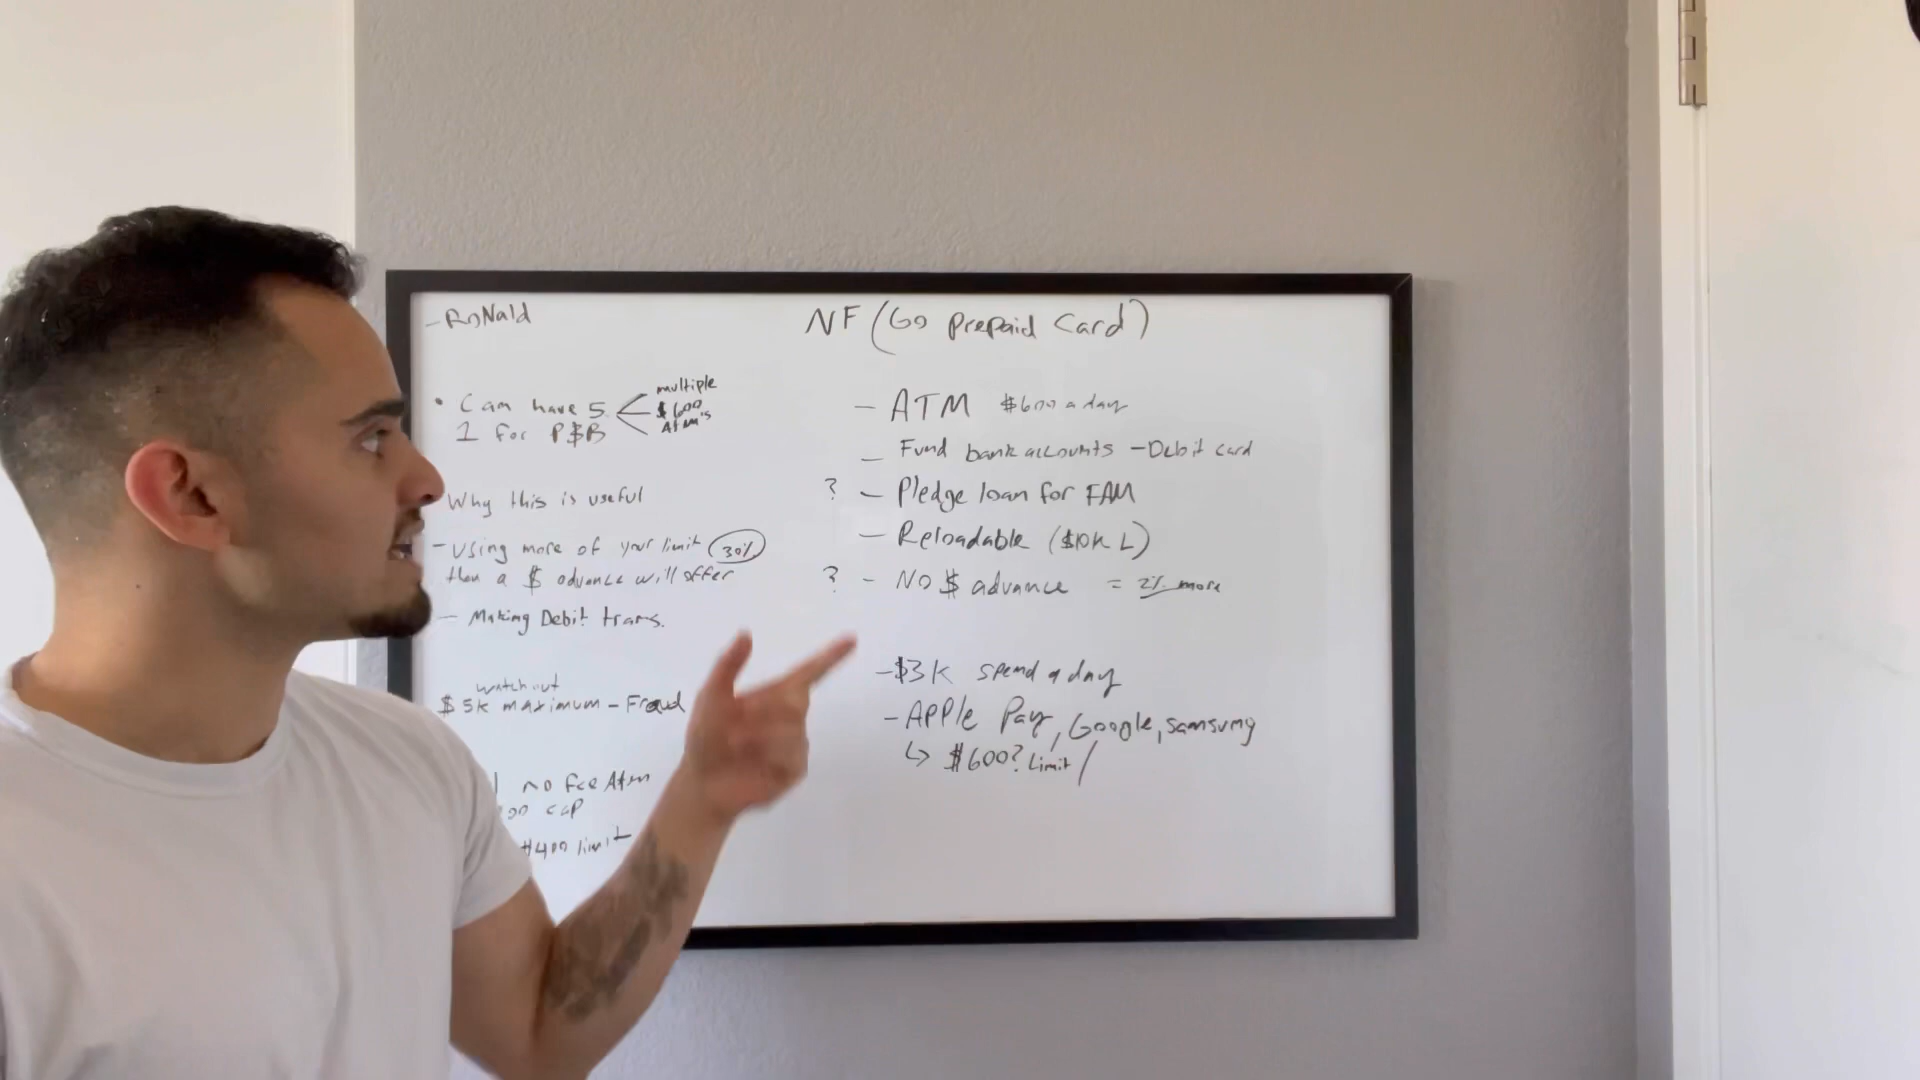 - RoNald
• Can have 5
1 for P$B
multiple
$600
Atm's
Why this is useful
- Using more of your limit 30%
then a $ advance will offer
- Making Debit trans.
watch out
$5k maximum - Fraud
no fee Atm
cap
$400 limit
NF (Go Prepaid Card)
- ATM $600 a day
- Fund bank accounts - Debit card
? - Pledge loan for FAM
- Reloadable ($10K L)
? - No $ advance = 2% more
- $3K spend a day
- APPle Pay, Google, Samsung
↳ $600? Limit /